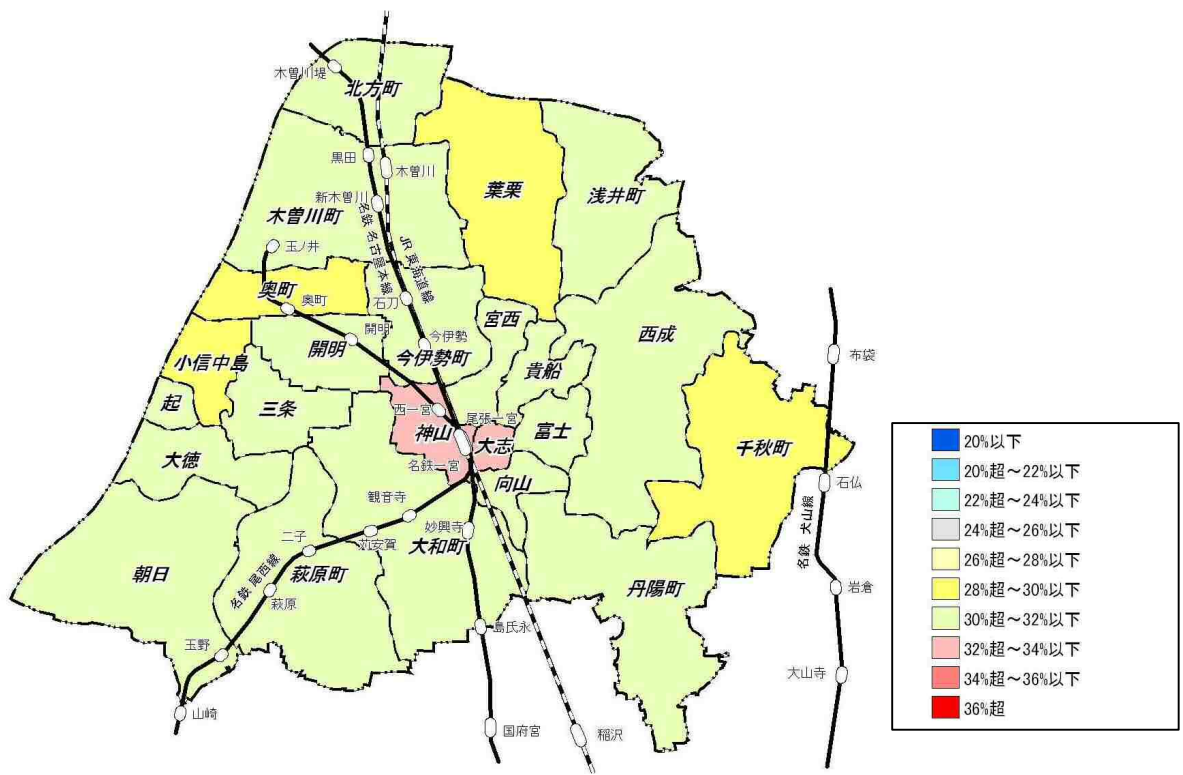 木曽川堤
北方町
黒田
木曽川
葉栗
浅井町
新木曽川
木曽川町
名鉄 名古屋本線
JR 東海道線
玉ノ井
奥町
奥町
石刀
宮西
西成
開明
今伊勢
布袋
小信中島
開明
今伊勢町
貴船
起
三条
西一宮
尾張一宮
富士
神山
大志
千秋町
大徳
名鉄一宮
向山
石仏
観音寺
妙興寺
二子
苅安賀
大和町
名鉄 犬山線
朝日
名鉄 尾西線
萩原町
丹陽町
岩倉
萩原
島氏永
玉野
大山寺
山崎
国府宮
稲沢
20%以下
20%超～22%以下
22%超～24%以下
24%超～26%以下
26%超～28%以下
28%超～30%以下
30%超～32%以下
32%超～34%以下
34%超～36%以下
36%超